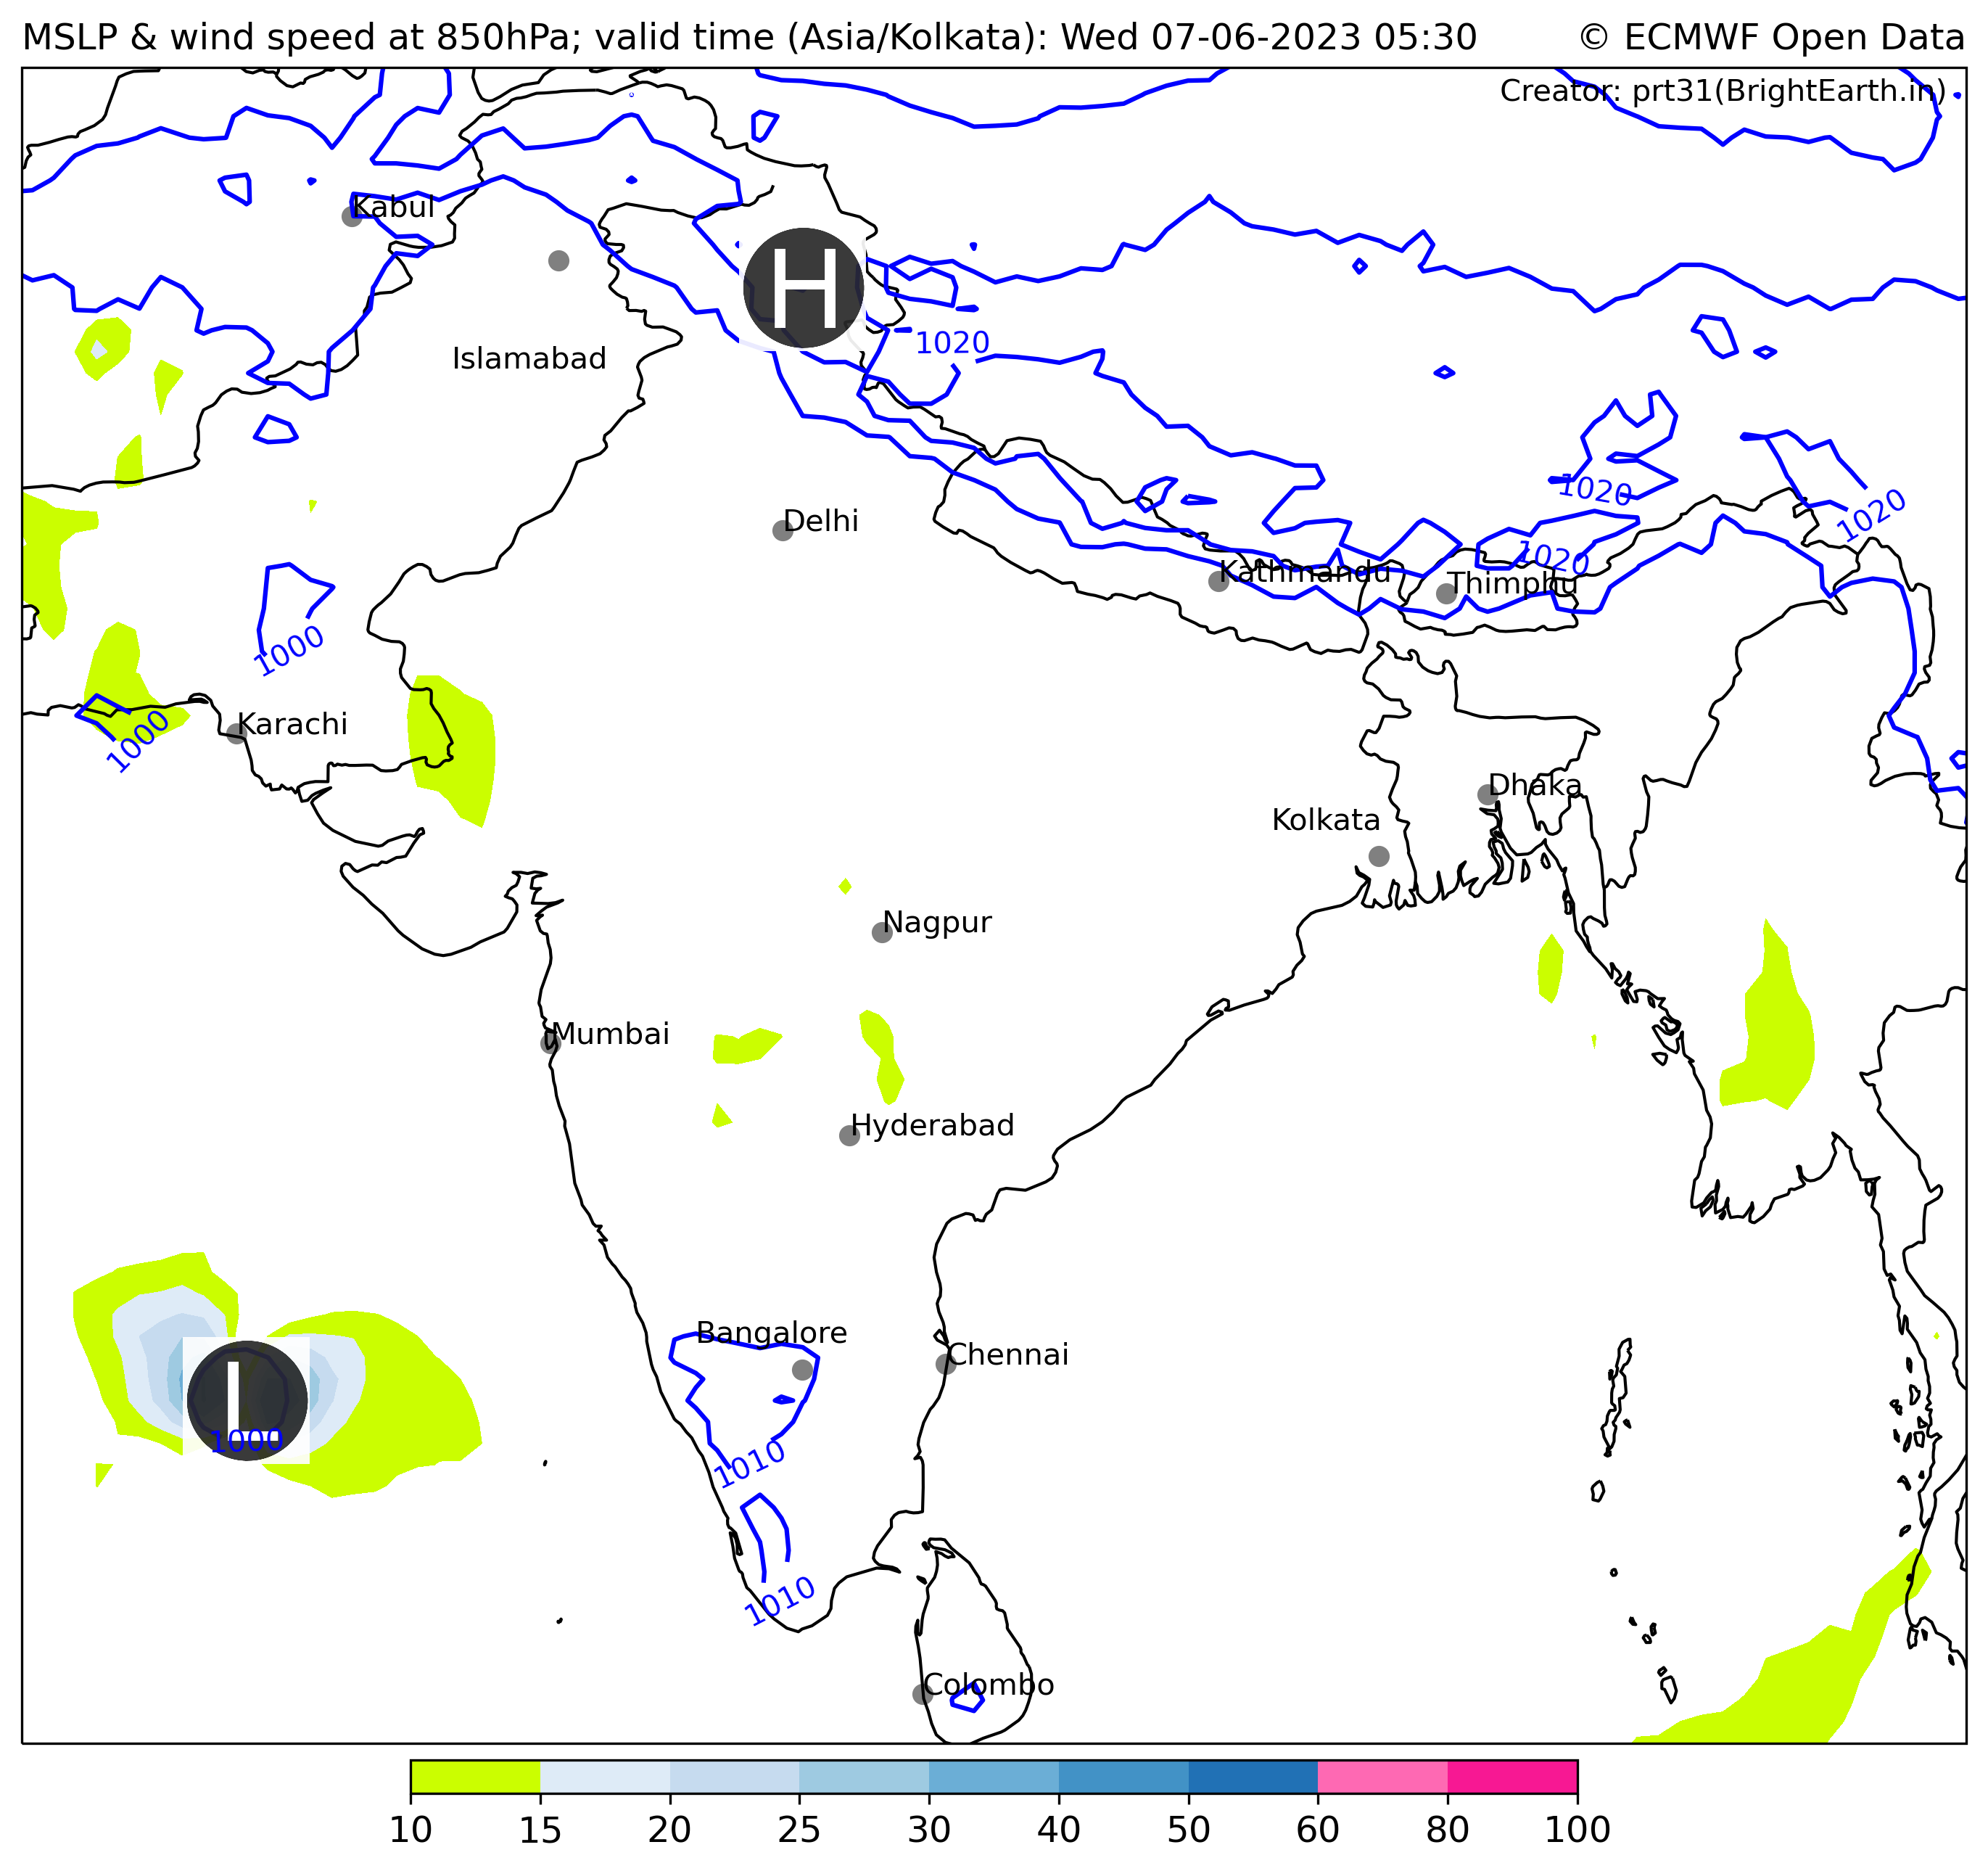 MSLP & wind speed at 850hPa; valid time (Asia/Kolkata): Wed 07-06-2023 05:30
© ECMWF Open Data
Creator: prt31(BrightEarth.in)
Kabul
H
1020
Islamabad
1020
1020
Delhi
1020
Kathmandu
Thimphu
1000
1000
Karachi
Dhaka
Kolkata
Nagpur
Mumbai
Hyderabad
Bangalore
Chennai
L
1000
1010
1010
Colombo
10 15 20 25 30 40 50 60 80 100